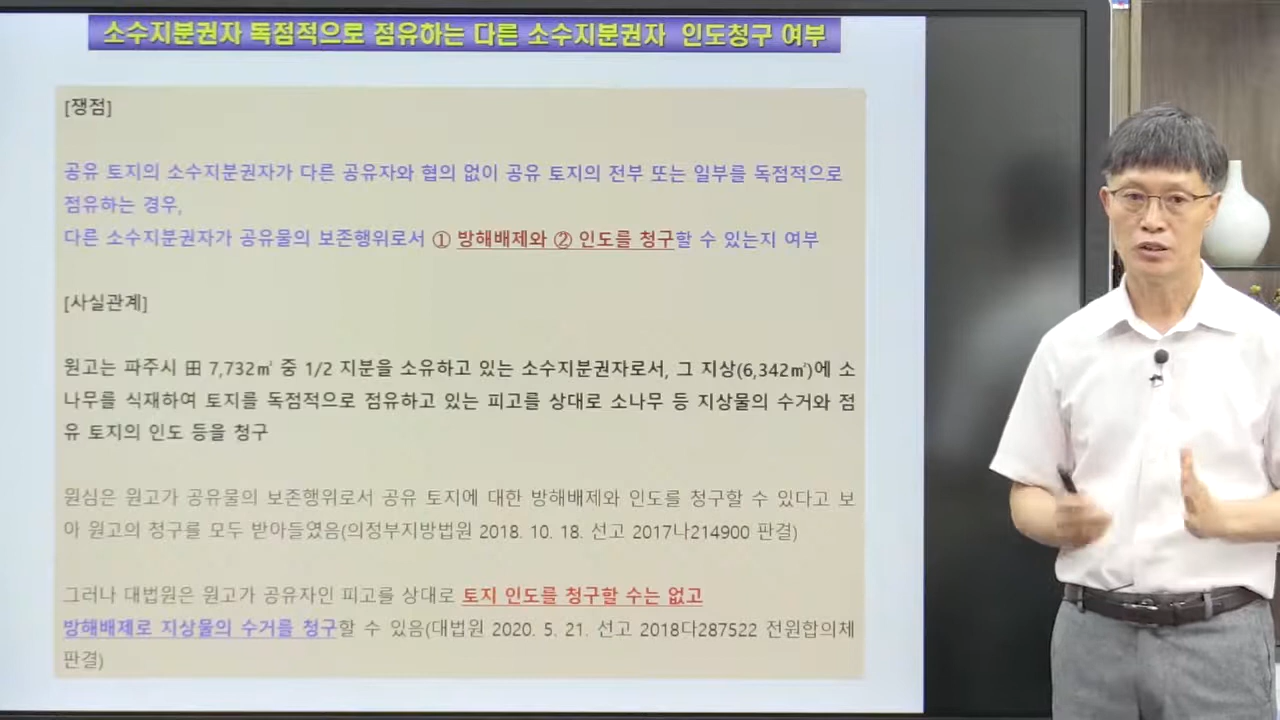 소수지분권자 독점적으로 점유하는 다른 소수지분권자 인도청구 여부
[쟁점]
공유 토지의 소수지분권자가 다른 공유자와 협의 없이 공유 토지의 전부 또는 일부를 독점적으로
점유하는 경우,
다른 소수지분권자가 공유물의 보존행위로서 ① 방해배제와 ② 인도를 청구할 수 있는지 여부
[사실관계]
원고는 파주시 田 7,732㎡ 중 1/2 지분을 소유하고 있는 소수지분권자로서, 그 지상(6,342㎡)에 소
나무를 식재하여 토지를 독점적으로 점유하고 있는 피고를 상대로 소나무 등 지상물의 수거와 점
유 토지의 인도 등을 청구
원심은 원고가 공유물의 보존행위로서 공유 토지에 대한 방해배제와 인도를 청구할 수 있다고 보
아 원고의 청구를 모두 받아들였음(의정부지방법원 2018. 10. 18. 선고 2017나214900 판결)
그러나 대법원은 원고가 공유자인 피고를 상대로 토지 인도를 청구할 수는 없고
방해배제로 지상물의 수거를 청구할 수 있음(대법원 2020. 5. 21. 선고 2018다287522 전원합의체
판결)